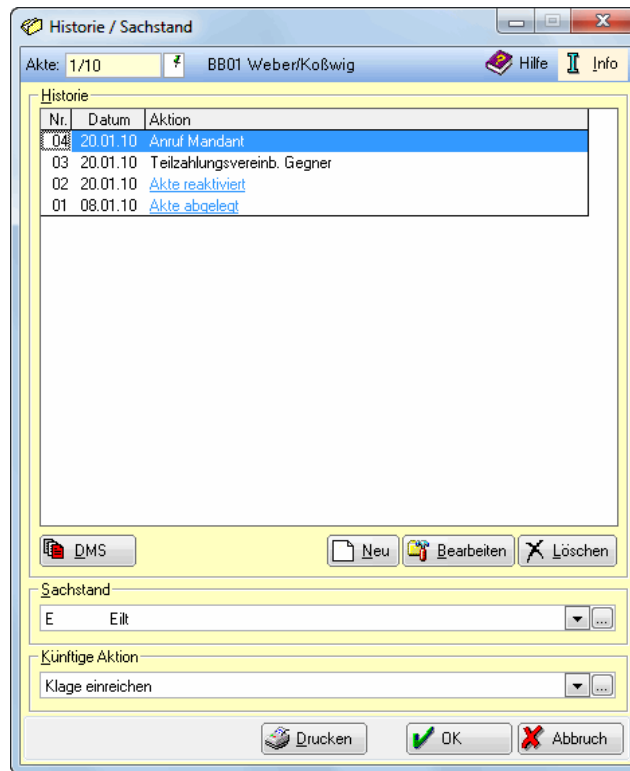 Historie / Sachstand
Akte: 1/10 BB01 Weber/Koßwig Hilfe Info
Historie
Nr. Datum Aktion
04 20.01.10 Anruf Mandant
03 20.01.10 Teilzahlungsvereinb. Gegner
02 20.01.10 Akte reaktiviert
01 08.01.10 Akte abgelegt
DMS Neu Bearbeiten Löschen
Sachstand
E Eilt ...
Künftige Aktion
Klage einreichen ...
Drucken OK Abbruch